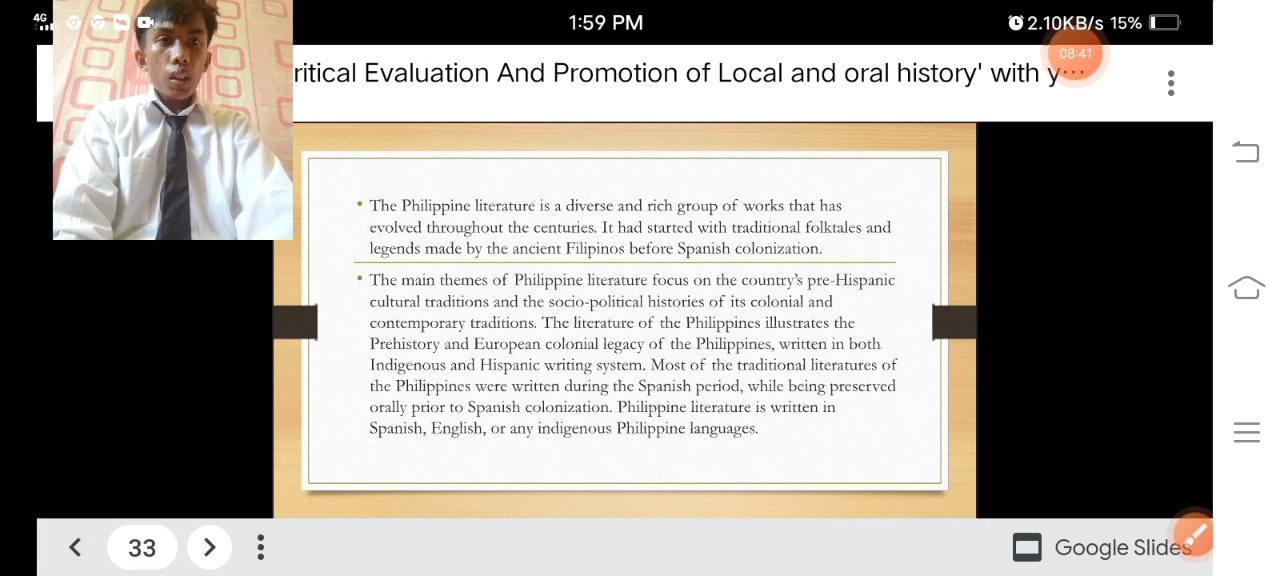 4G
1:59 PM
2.10KB/s 15%
08:41
ritical Evaluation And Promotion of Local and oral history' with y...
• The Philippine literature is a diverse and rich group of works that has
evolved throughout the centuries. It had started with traditional folktales and
legends made by the ancient Filipinos before Spanish colonization.
• The main themes of Philippine literature focus on the country's pre-Hispanic
cultural traditions and the socio-political histories of its colonial and
contemporary traditions. The literature of the Philippines illustrates the
Prehistory and European colonial legacy of the Philippines, written in both
Indigenous and Hispanic writing system. Most of the traditional literatures of
the Philippines were written during the Spanish period, while being preserved
orally prior to Spanish colonization. Philippine literature is written in
Spanish, English, or any indigenous Philippine languages.
33
Google Slides